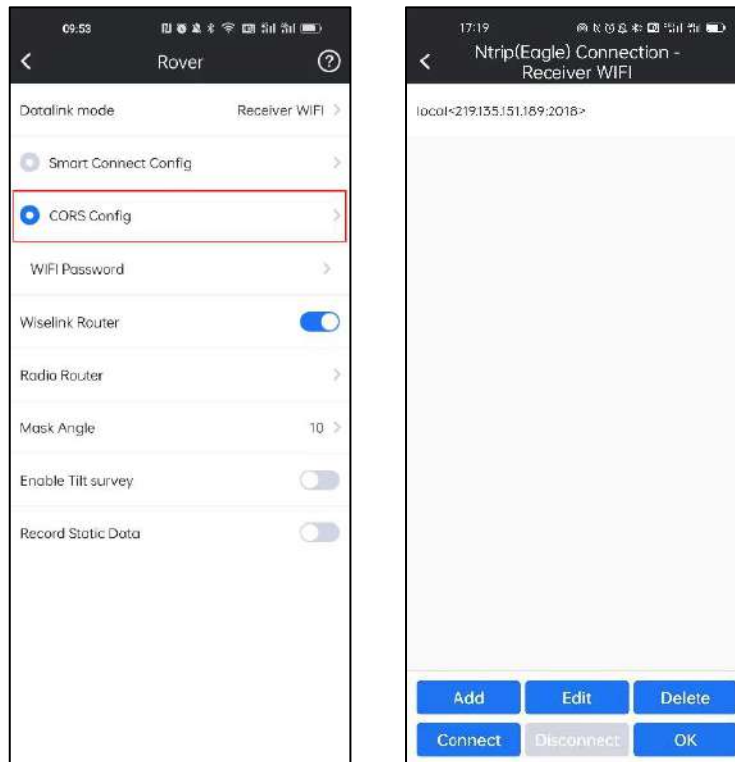 09:53
Rover
Datalink mode Receiver WIFI
Smart Connect Config
CORS Config
WIFI Password
Wiselink Router
Radio Router
Mask Angle 10
Enable Tilt survey
Record Static Data
17:19
Ntrip(Eagle) Connection -
Receiver WIFI
local<219.135.151.189:2018>
Add Edit Delete
Connect Disconnect OK